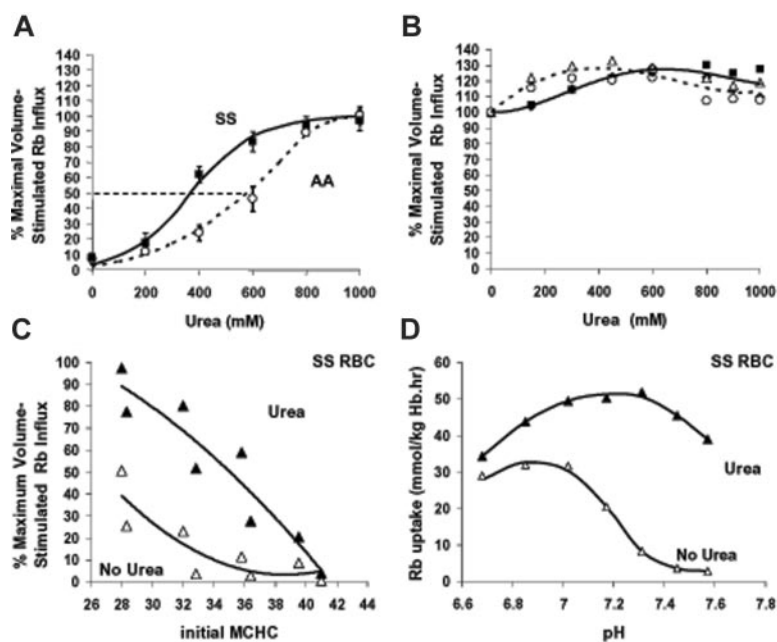 A
% Maximal Volume-
Stimulated Rb Influx
140
130
120
110
100
90
80
70
60
50
40
30
20
10
0
SS
AA
0 200 400 600 800 1000
Urea (mM)
B
% Maximal Volume-
Stimulated Rb Influx
140
130
120
110
100
90
80
70
60
50
40
30
20
10
0
0 200 400 600 800 1000
Urea (mM)
C
% Maximum Volume-
Stimulated Rb Influx
100
90
80
70
60
50
40
30
20
10
0
SS RBC
Urea
No Urea
26 28 30 32 34 36 38 40 42 44
initial MCHC
D
Rb uptake (mmol/kg Hb.hr)
60
50
40
30
20
10
0
SS RBC
Urea
No Urea
6.6 6.8 7 7.2 7.4 7.6 7.8
pH